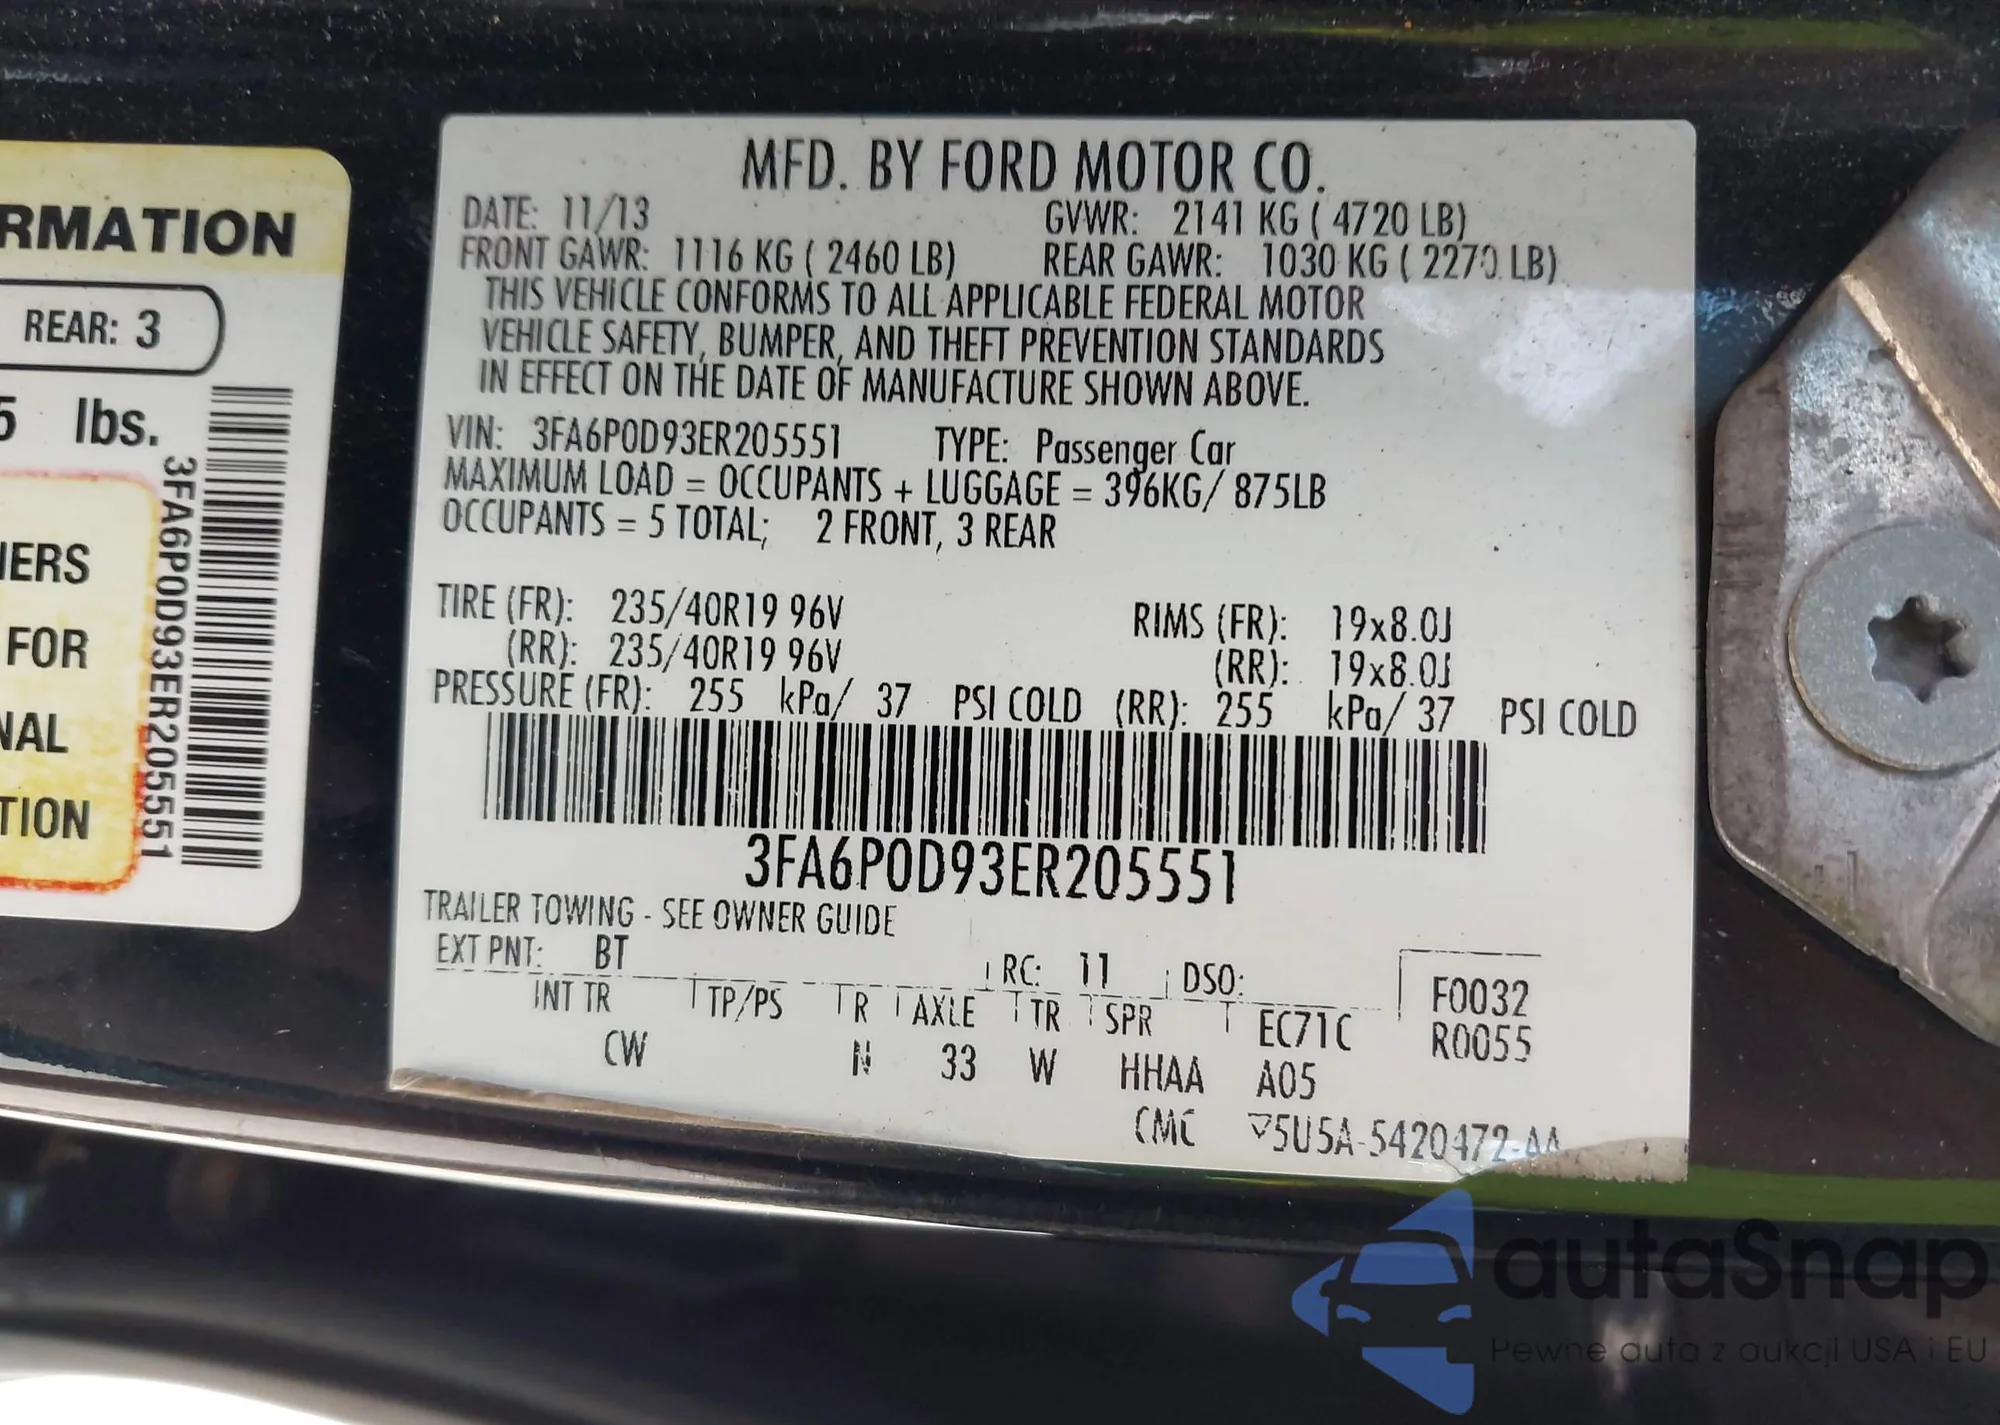 RMATION
REAR: 3
5 lbs.
IERS
FOR
NAL
TION
3FA6P0D93ER205551
MFD. BY FORD MOTOR CO.
DATE: 11/13 GVWR: 2141 KG ( 4720 LB)
FRONT GAWR: 1116 KG ( 2460 LB) REAR GAWR: 1030 KG ( 2270 LB)
THIS VEHICLE CONFORMS TO ALL APPLICABLE FEDERAL MOTOR
VEHICLE SAFETY, BUMPER, AND THEFT PREVENTION STANDARDS
IN EFFECT ON THE DATE OF MANUFACTURE SHOWN ABOVE.
VIN: 3FA6P0D93ER205551 TYPE: Passenger Car
MAXIMUM LOAD = OCCUPANTS + LUGGAGE = 396KG/ 875LB
OCCUPANTS = 5 TOTAL; 2 FRONT, 3 REAR
TIRE (FR): 235/40R19 96V RIMS (FR): 19x8.0J
(RR): 235/40R19 96V (RR): 19x8.0J
PRESSURE (FR): 255 kPa/ 37 PSI COLD (RR): 255 kPa/ 37 PSI COLD
3FA6P0D93ER205551
TRAILER TOWING - SEE OWNER GUIDE
EXT PNT: BT RC: 11 DSO: F0032
INT TR TP/PS R AXLE TR SPR EC71C R0055
CW N 33 W HHAA A05
CMC 5U5A-5420472-AA
autaSnap
Pewne auta z aukcji USA i EU